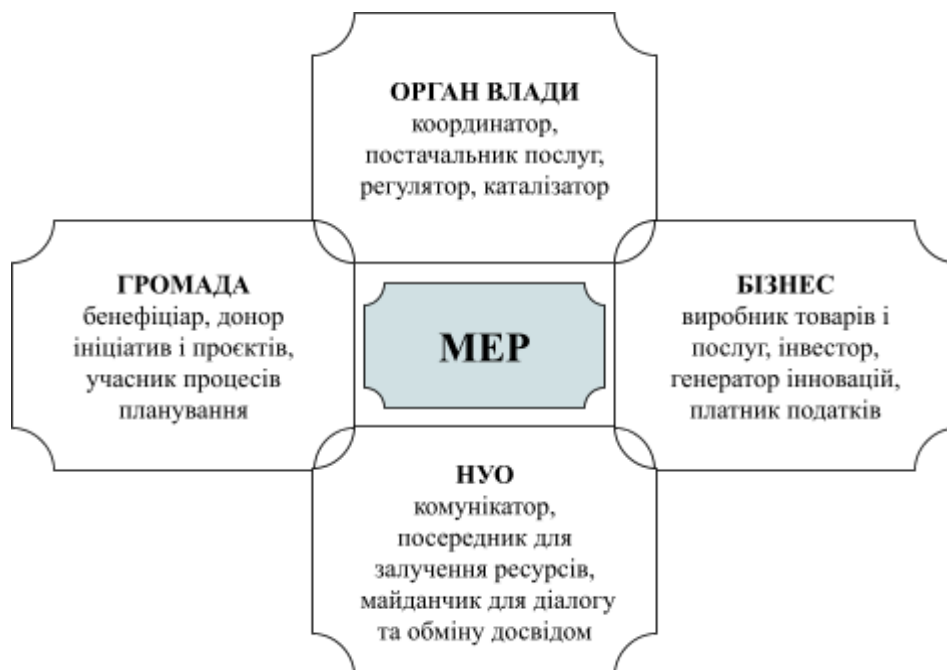 ОРГАН ВЛАДИ
координатор,
постачальник послуг,
регулятор, каталізатор
ГРОМАДА
бенефіціар, донор
ініціатив і проєктів,
учасник процесів
планування
МЕР
БІЗНЕС
виробник товарів і
послуг, інвестор,
генератор інновацій,
платник податків
НУО
комунікатор,
посередник для
залучення ресурсів,
майданчик для діалогу
та обміну досвідом